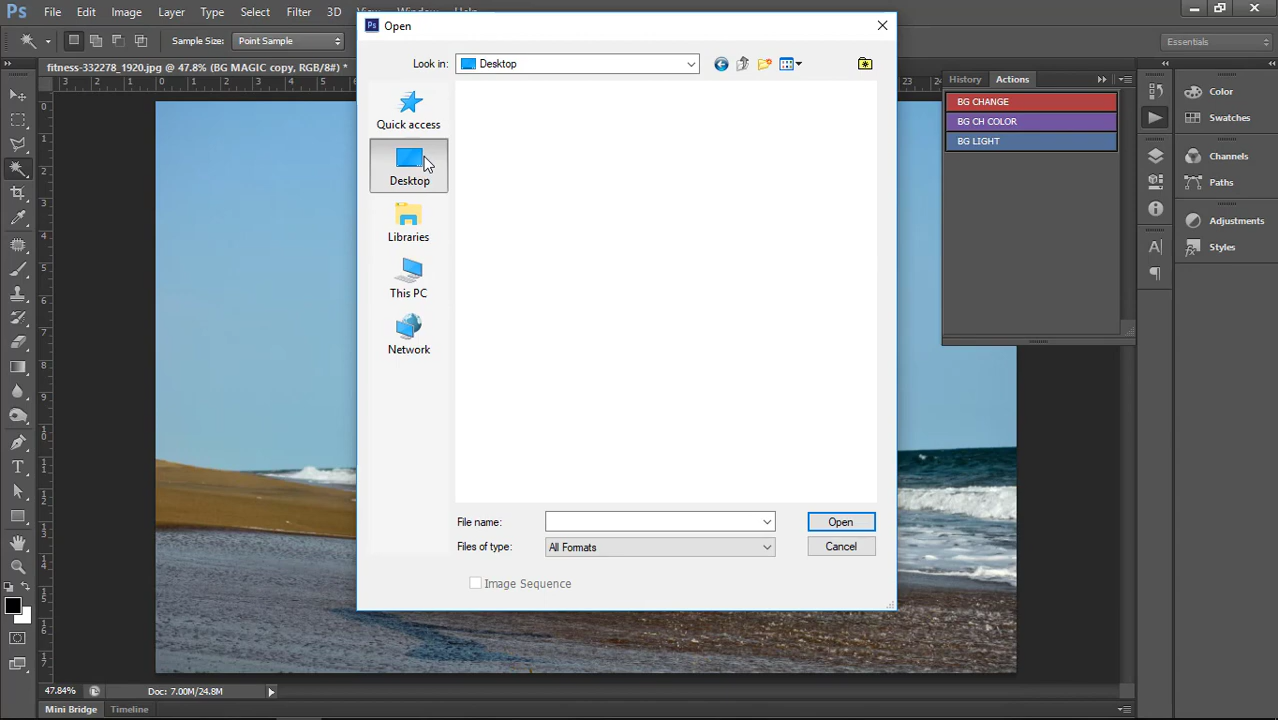 Ps File Edit Image Layer Type Select Filter 3D
Sample Size: Point Sample Essentials
fitness-332278_1920.jpg @ 47.8% (BG MAGIC copy, RGB/8#) *
Ps Open
Look in: Desktop
Quick access
Desktop
Libraries
This PC
Network
File name:
Open
Files of type: All Formats
Cancel
Image Sequence
History Actions
BG CHANGE
BG CH COLOR
BG LIGHT
Color
Swatches
Channels
Paths
Adjustments
Styles
47.84% Doc: 7.00M/24.8M
Mini Bridge Timeline